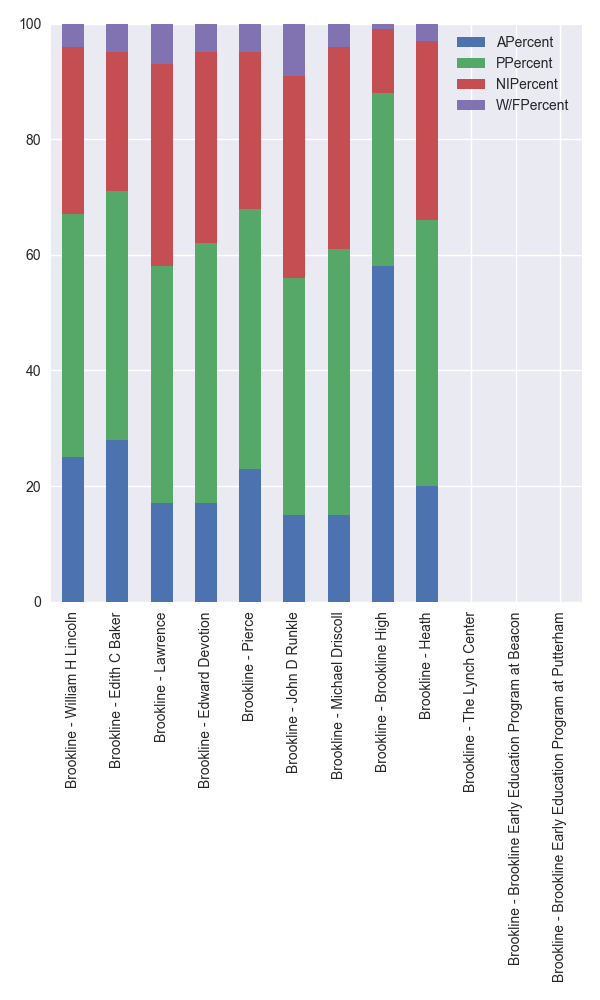 100
80
60
40
20
0
APercent
PPercent
NIPercent
W/FPercent
Brookline - William H Lincoln
Brookline - Edith C Baker
Brookline - Lawrence
Brookline - Edward Devotion
Brookline - Pierce
Brookline - John D Runkle
Brookline - Michael Driscoll
Brookline - Brookline High
Brookline - Heath
Brookline - The Lynch Center
Brookline - Brookline Early Education Program at Beacon
Brookline - Brookline Early Education Program at Putterham